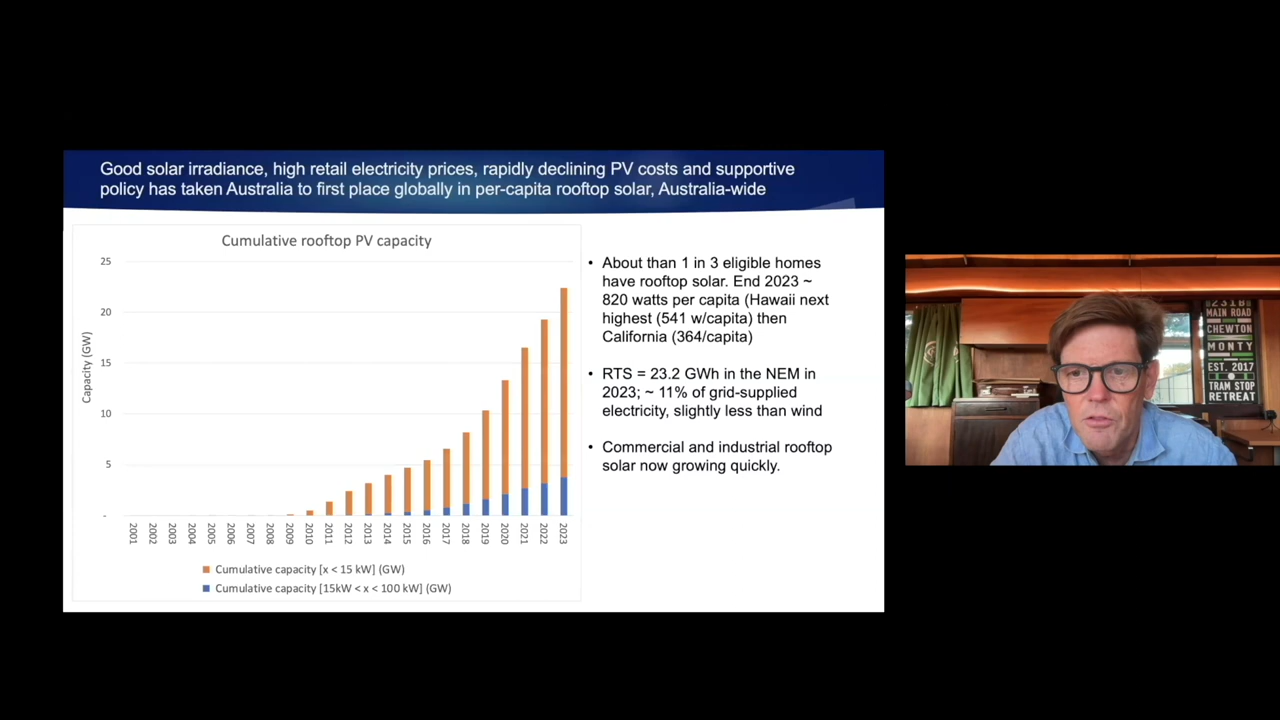 Good solar irradiance, high retail electricity prices, rapidly declining PV costs and supportive
policy has taken Australia to first place globally in per-capita rooftop solar, Australia-wide
Cumulative rooftop PV capacity
25
20
15
10
5
-
Capacity (GW)
2001
2002
2003
2004
2005
2006
2007
2008
2009
2010
2011
2012
2013
2014
2015
2016
2017
2018
2019
2020
2021
2022
2023
Cumulative capacity [x < 15 kW] (GW)
Cumulative capacity [15kW < x < 100 kW] (GW)
• About than 1 in 3 eligible homes
have rooftop solar. End 2023 ~
820 watts per capita (Hawaii next
highest (541 w/capita) then
California (364/capita)
• RTS = 23.2 GWh in the NEM in
2023; ~ 11% of grid-supplied
electricity, slightly less than wind
• Commercial and industrial rooftop
solar now growing quickly.
231B
MAIN ROAD
CHEWTON
MONTY
EST. 2017
TRAM STOP
RETREAT